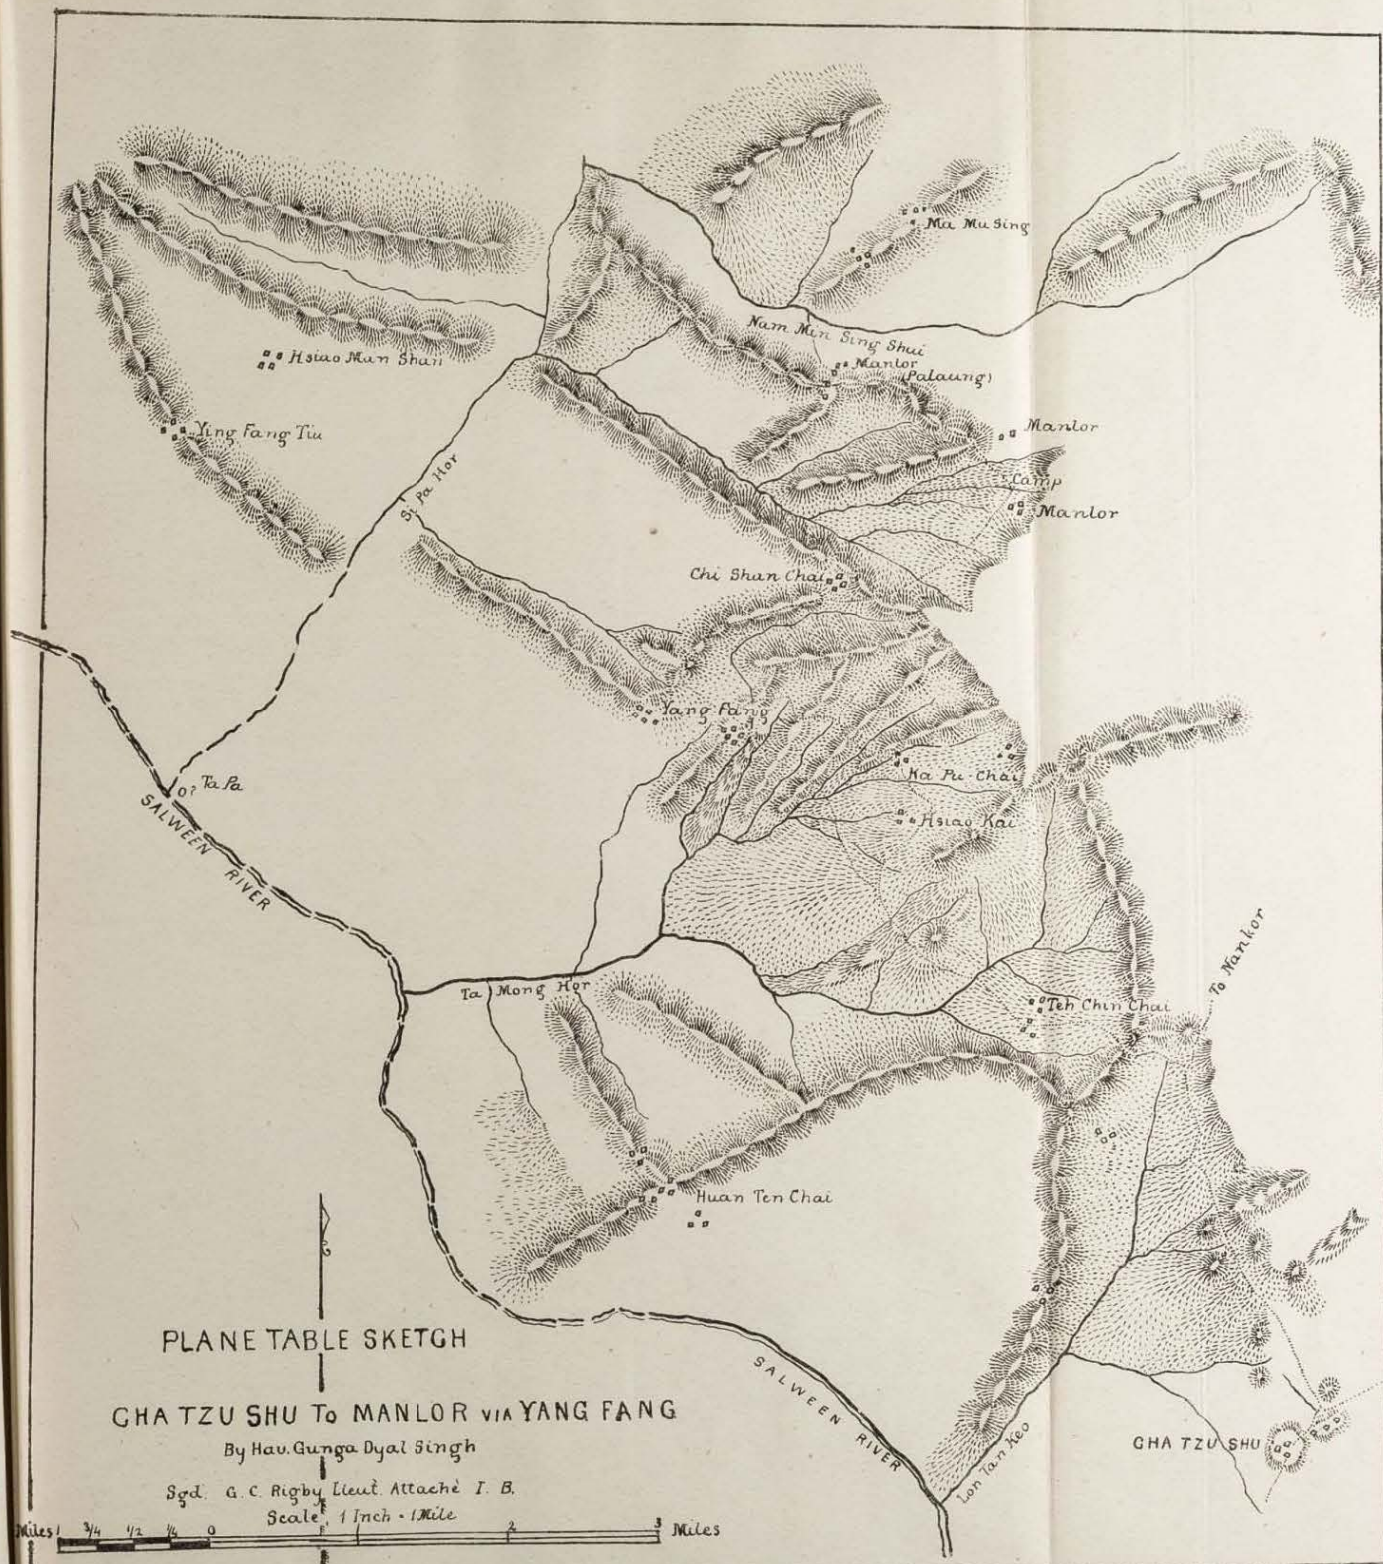 Ma Mu Sing
Nam Min Sing Shui
Manlor
(Palaung)
Hsiao Man Shan
Ying Fang Tiu
Manlor
Camp
Manlor
Si Pa Hor
Chi Shan Chai
Yang Fang
Ka Pu Chai
Ta Pa
Hsiao Kai
SALWEEN RIVER
To Nankor
Ta Mong Hor
Teh Chin Chai
Huan Ten Chai
PLANE TABLE SKETCH
CHA TZU SHU To MANLOR VIA YANG FANG
By Hav. Gunga Dyal Singh
Sgd. G. C. Rigby Lieut. Attachè I. B.
Scale 1 Inch = 1 Mile
Miles 1 3/4 1/2 1/4 0 1 2 3 Miles
SALWEEN RIVER
Lon Tan Keo
CHA TZU SHU